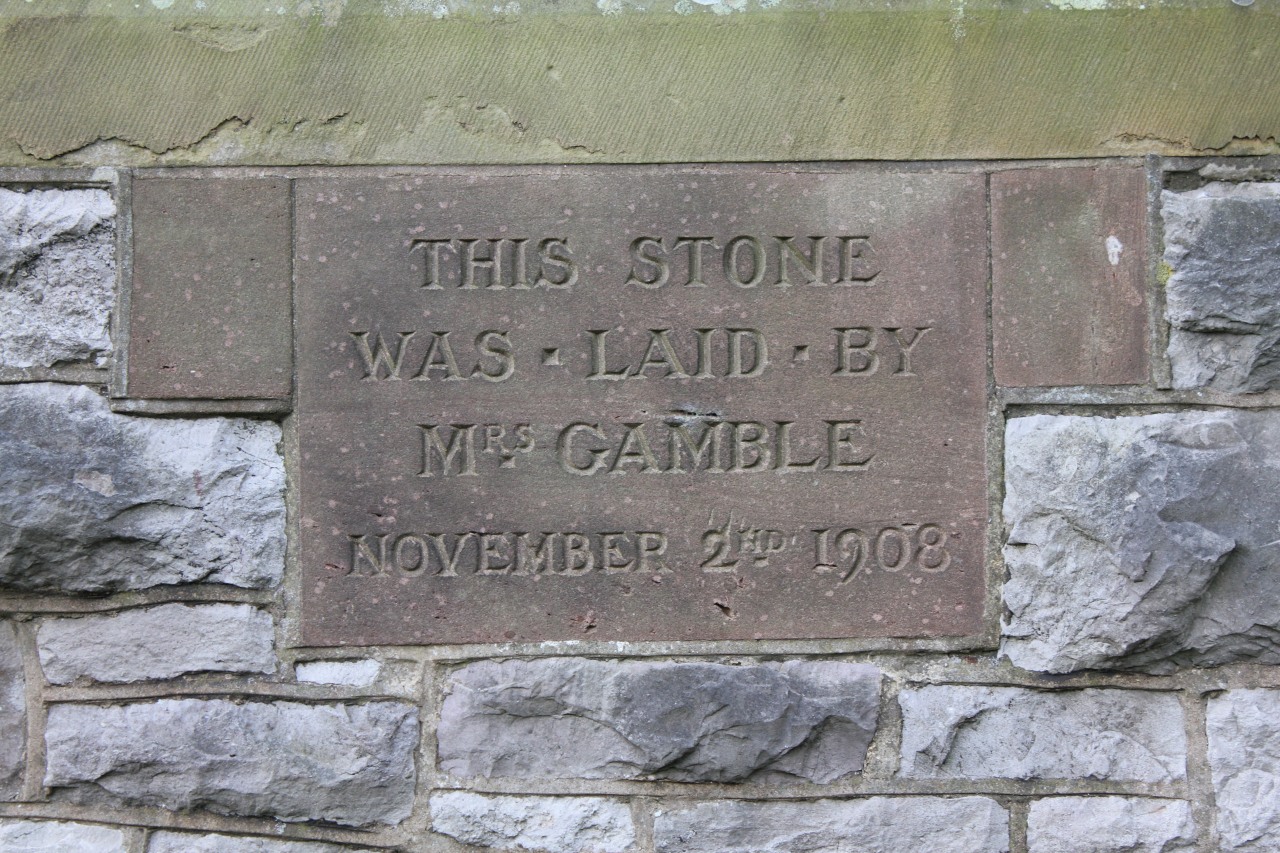 THIS STONE
WAS · LAID · BY
MRS GAMBLE
NOVEMBER 2ND 1908